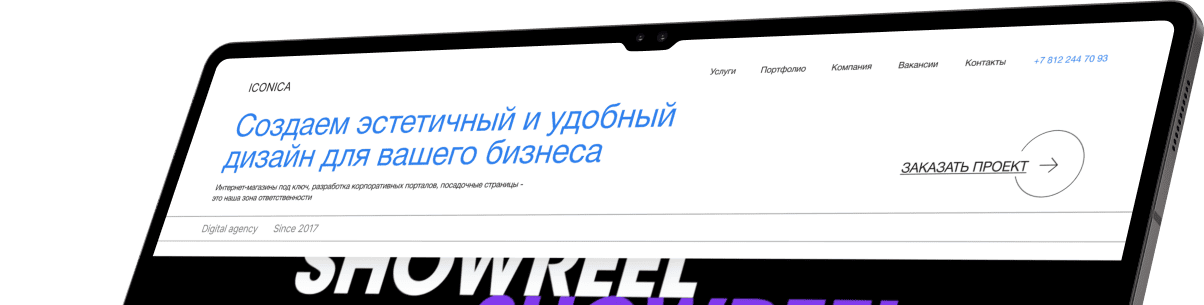 ICONICA
Услуги Портфолио Компания Вакансии Контакты +7 812 244 70 93
Создаем эстетичный и удобный
дизайн для вашего бизнеса
ЗАКАЗАТЬ ПРОЕКТ
Интернет-магазины под ключ, разработка корпоративных порталов, посадочные страницы -
это наша зона ответственности
Digital agency Since 2017
SHOWREEL
SHOWREEL